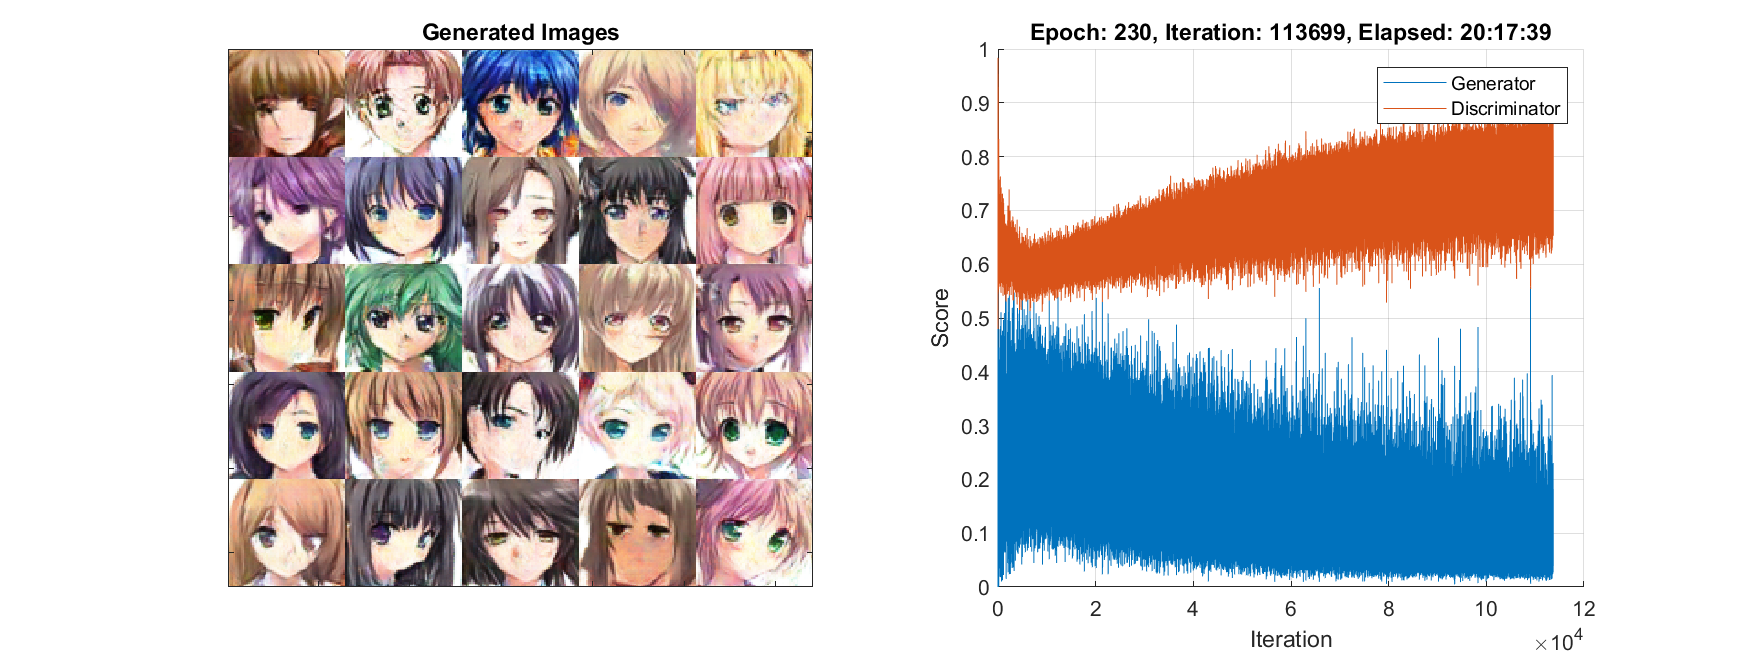 Generated Images
Epoch: 230, Iteration: 113699, Elapsed: 20:17:39
Generator
Discriminator
Score
1
0.9
0.8
0.7
0.6
0.5
0.4
0.3
0.2
0.1
0
0 2 4 6 8 10 12
Iteration
×10^4